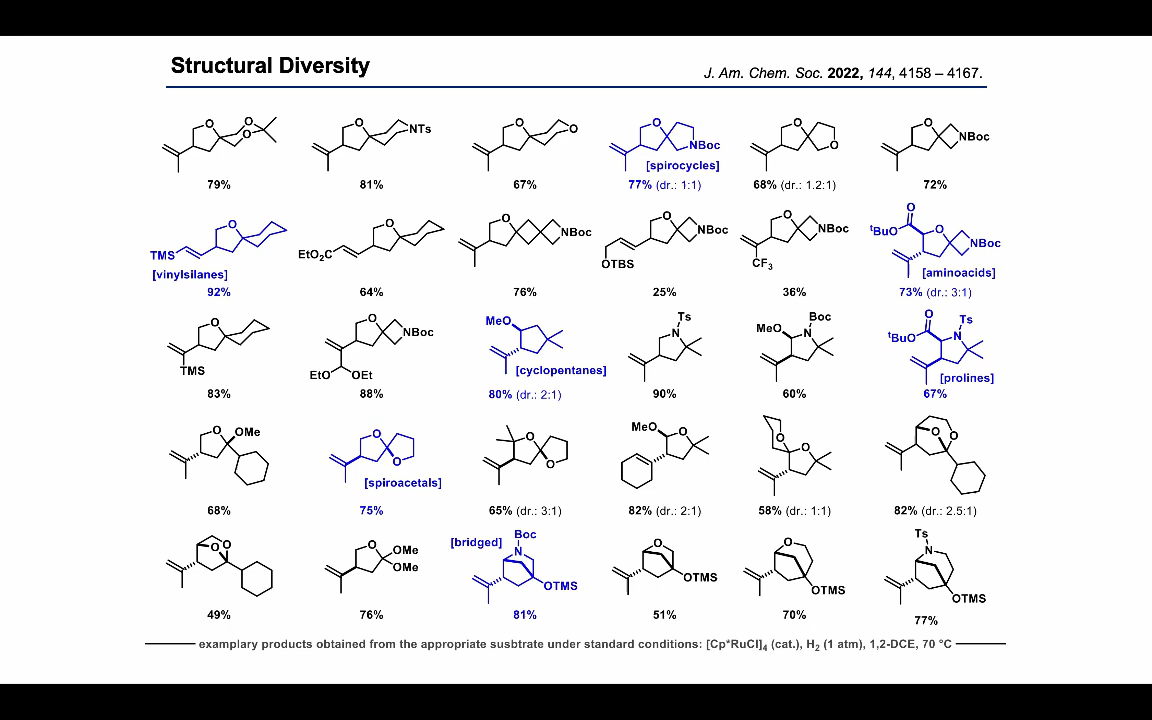 Structural Diversity
J. Am. Chem. Soc. 2022, 144, 4158 – 4167.
O O O
79%
O NTs
81%
O O
67%
O NBoc
[spirocycles]
77% (dr.: 1:1)
O O
68% (dr.: 1.2:1)
O NBoc
72%
TMS O
[vinylsilanes]
92%
EtO2C O
64%
O NBoc
76%
O NBoc
OTBS
25%
O NBoc
CF3
36%
O
tBuO O NBoc
[aminoacids]
73% (dr.: 3:1)
O
TMS
83%
O NBoc
EtO OEt
88%
MeO
[cyclopentanes]
80% (dr.: 2:1)
Ts
N
90%
Boc
MeO N
60%
O Ts
tBuO N
[prolines]
67%
O OMe
68%
O O
[spiroacetals]
75%
O O
65% (dr.: 3:1)
MeO O
82% (dr.: 2:1)
O O
58% (dr.: 1:1)
O O
82% (dr.: 2.5:1)
O O
49%
O OMe
OMe
76%
[bridged] Boc
N
OTMS
81%
O
OTMS
51%
O
OTMS
70%
Ts
N
OTMS
77%
examplary products obtained from the appropriate susbtrate under standard conditions: [Cp*RuCl]4 (cat.), H2 (1 atm), 1,2-DCE, 70 °C